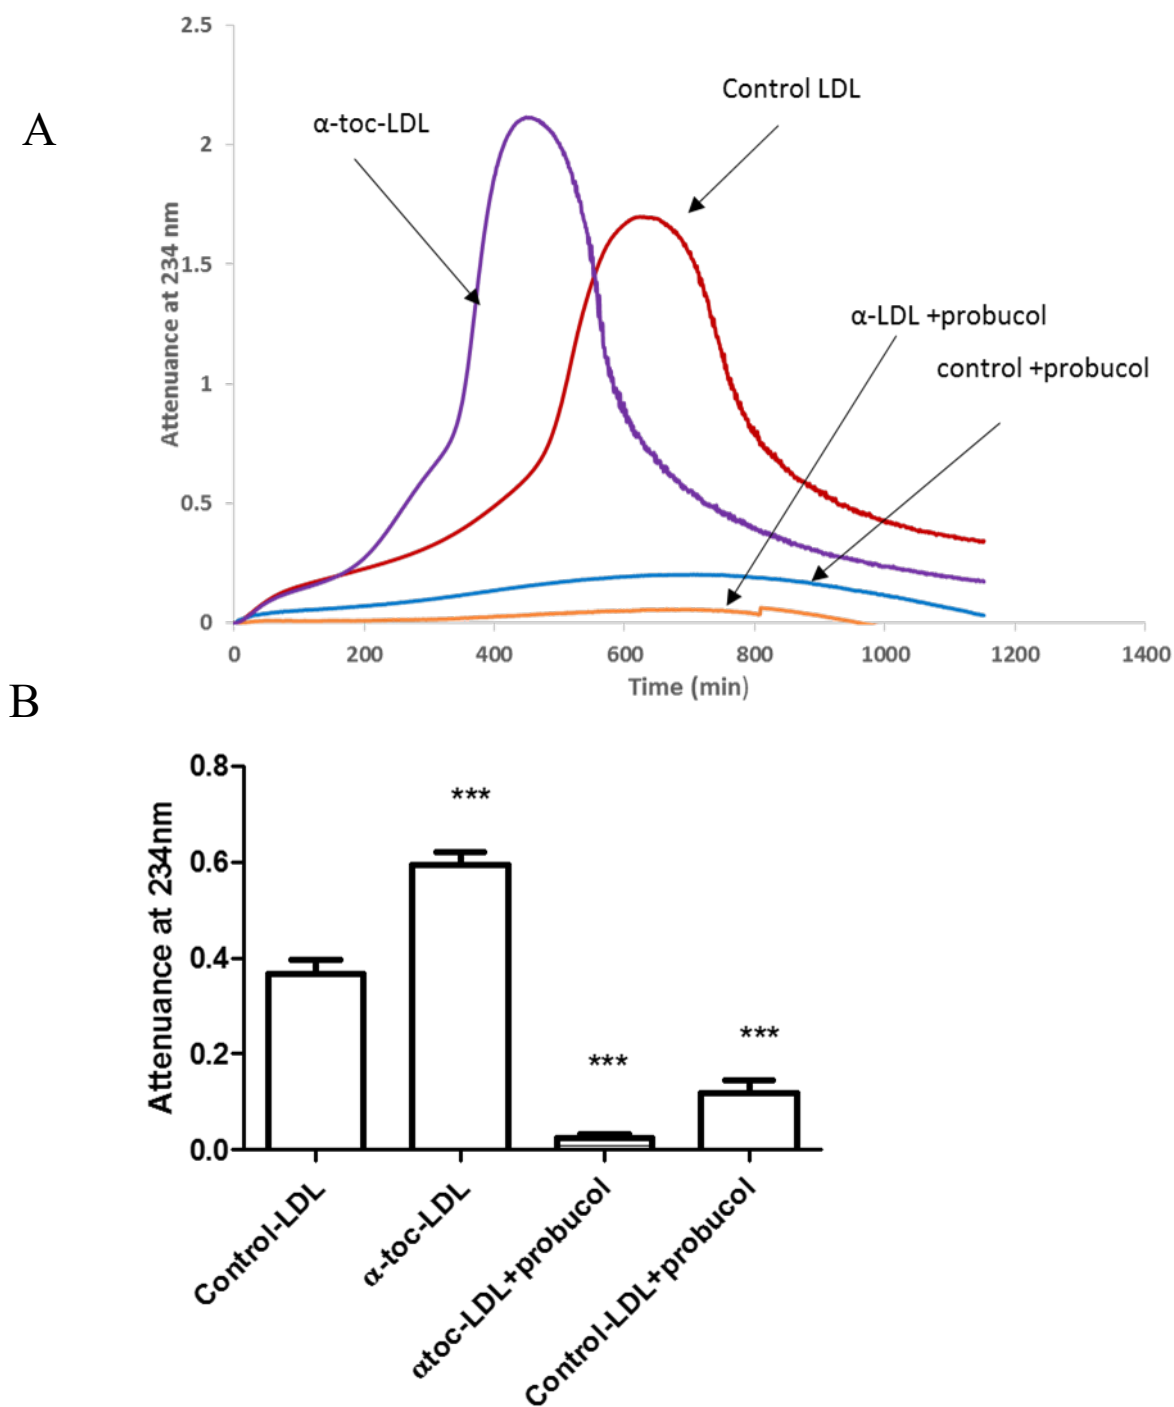 A
Attenuance at 234 nm
2.5
2
1.5
1
0.5
0
α-toc-LDL
Control LDL
α-LDL +probucol
control +probucol
0 200 400 600 800 1000 1200 1400
Time (min)
B
Attenuance at 234nm
0.8
0.6
0.4
0.2
0.0
***
***
***
Control-LDL
α-toc-LDL
αtoc-LDL+probucol
Control-LDL+probucol